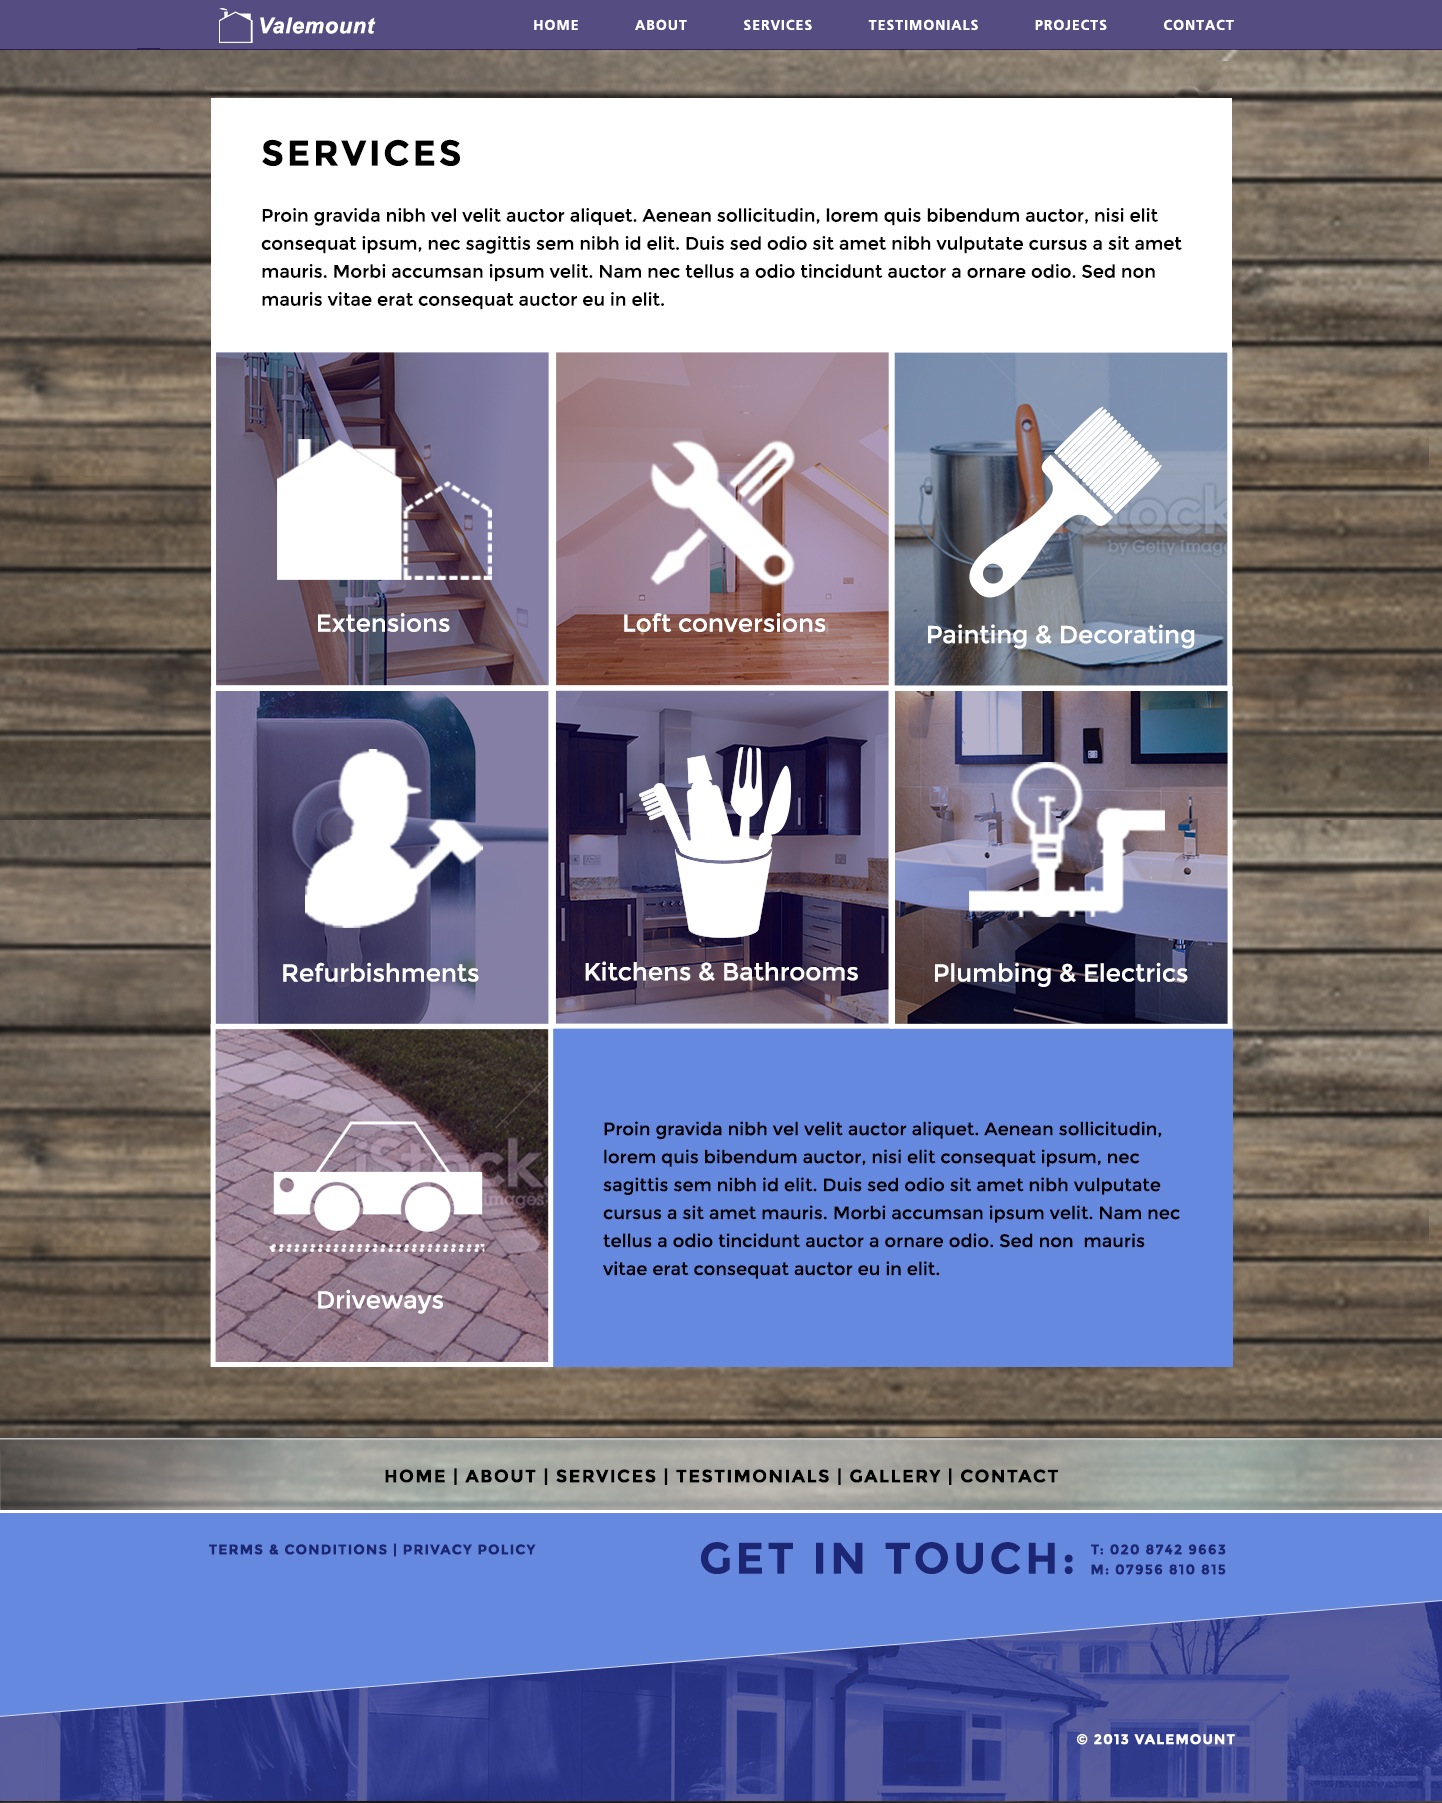 Valemount
HOME ABOUT SERVICES TESTIMONIALS PROJECTS CONTACT
SERVICES
Proin gravida nibh vel velit auctor aliquet. Aenean sollicitudin, lorem quis bibendum auctor, nisi elit
consequat ipsum, nec sagittis sem nibh id elit. Duis sed odio sit amet nibh vulputate cursus a sit amet
mauris. Morbi accumsan ipsum velit. Nam nec tellus a odio tincidunt auctor a ornare odio. Sed non
mauris vitae erat consequat auctor eu in elit.
Extensions
Loft conversions
by Getty
Painting & Decorating
Refurbishments
Kitchens & Bathrooms
Plumbing & Electrics
iStock
Images
Driveways
Proin gravida nibh vel velit auctor aliquet. Aenean sollicitudin,
lorem quis bibendum auctor, nisi elit consequat ipsum, nec
sagittis sem nibh id elit. Duis sed odio sit amet nibh vulputate
cursus a sit amet mauris. Morbi accumsan ipsum velit. Nam nec
tellus a odio tincidunt auctor a ornare odio. Sed non mauris
vitae erat consequat auctor eu in elit.
HOME | ABOUT | SERVICES | TESTIMONIALS | GALLERY | CONTACT
TERMS & CONDITIONS | PRIVACY POLICY
GET IN TOUCH:
T: 020 8742 9663
M: 07956 810 815
© 2013 VALEMOUNT